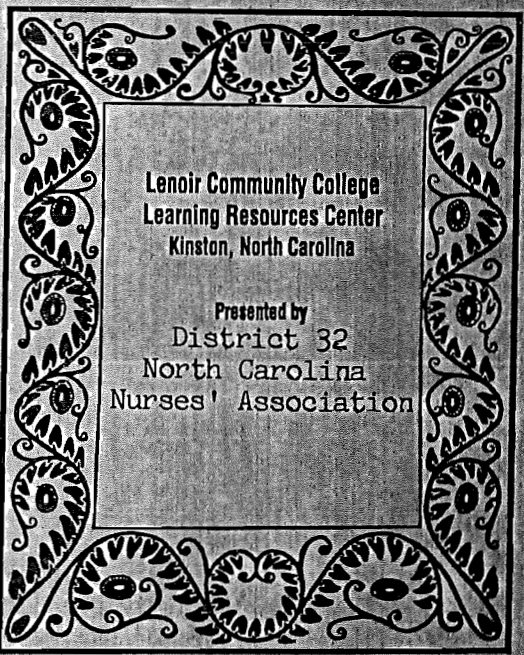 Lenoir Community College
Learning Resources Center
Kinston, North Carolina
Presented by
District 32
North Carolina
Nurses' Association